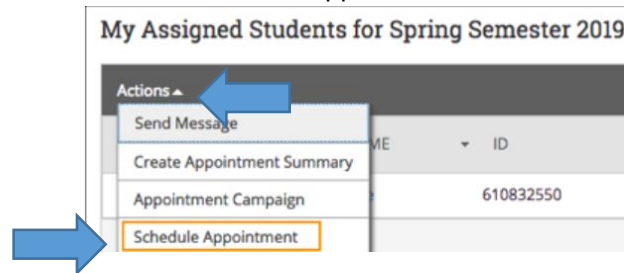 My Assigned Students for Spring Semester 2019
Actions
Send Message
ME ID
Create Appointment Summary
610832550
Appointment Campaign
Schedule Appointment